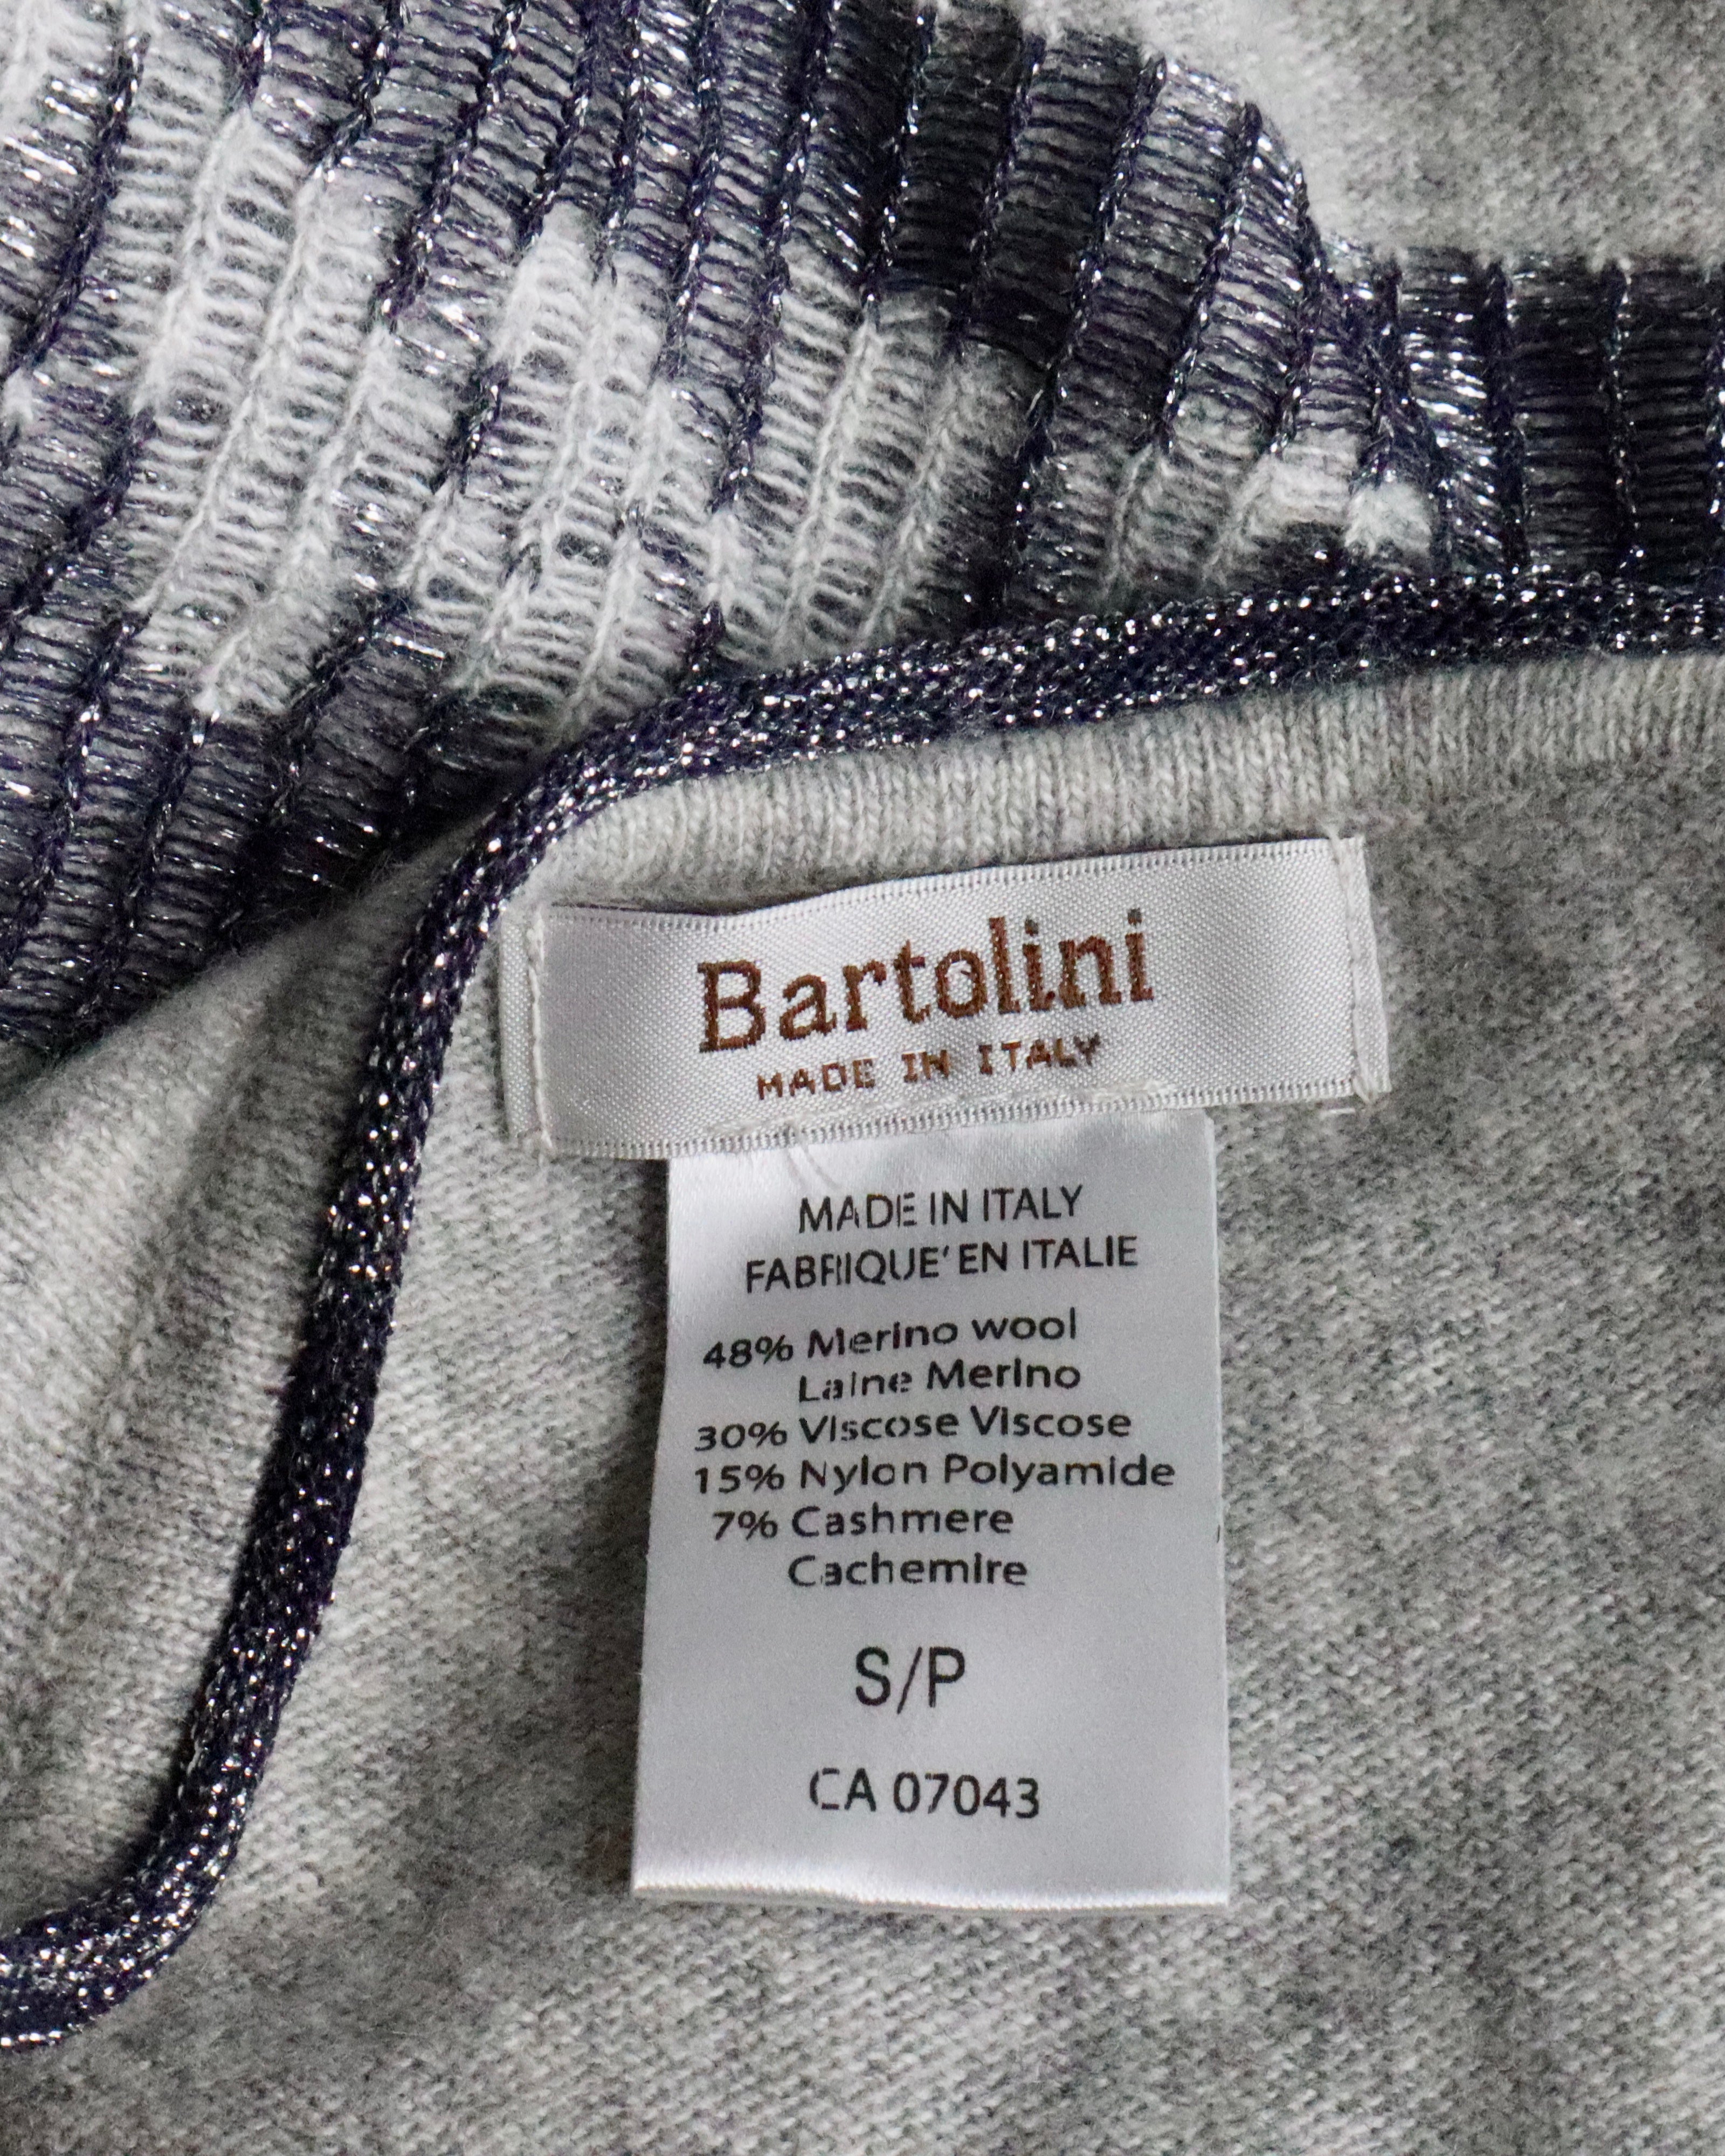 Bartolini
MADE IN ITALY
MADE IN ITALY
FABRIQUE' EN ITALIE
48% Merino wool
Laine Merino
30% Viscose Viscose
15% Nylon Polyamide
7% Cashmere
Cachemire
S/P
CA 07043